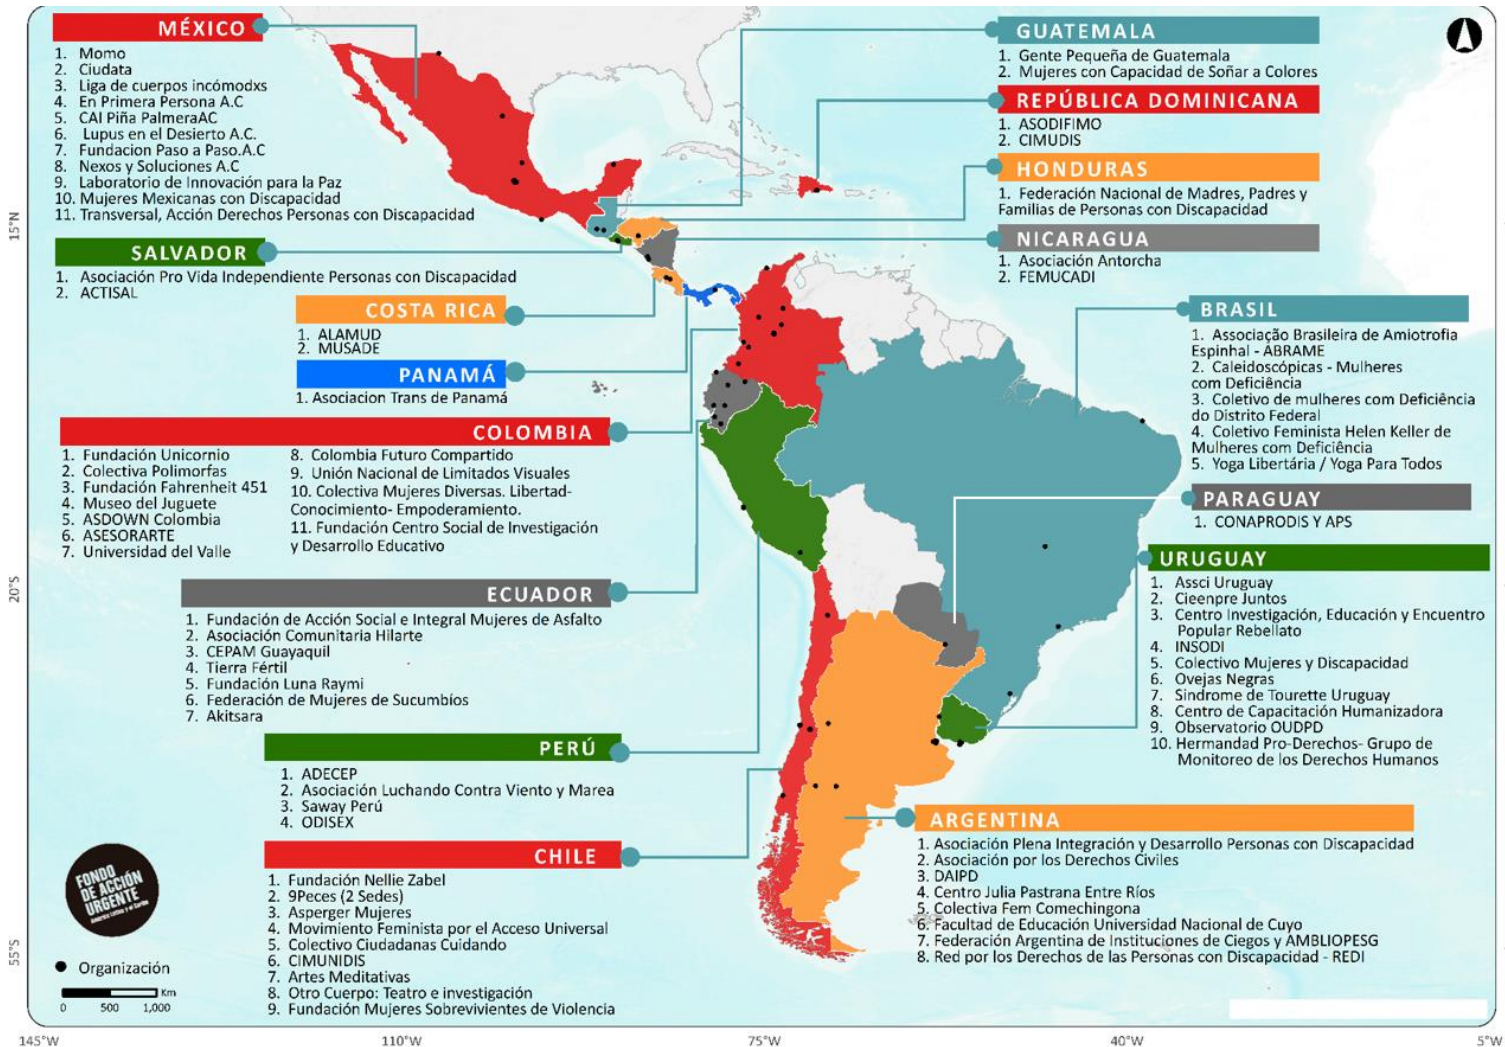 MÉXICO
1. Momo
2. Ciudata
3. Liga de cuerpos incómodxs
4. En Primera Persona A.C
5. CAI Piña PalmeraAC
6. Lupus en el Desierto A.C.
7. Fundacion Paso a Paso.A.C
8. Nexos y Soluciones A.C
9. Laboratorio de Innovación para la Paz
10. Mujeres Mexicanas con Discapacidad
11. Transversal, Acción Derechos Personas con Discapacidad
SALVADOR
1. Asociación Pro Vida Independiente Personas con Discapacidad
2. ACTISAL
COSTA RICA
1. ALAMUD
2. MUSADE
PANAMÁ
1. Asociacion Trans de Panamá
COLOMBIA
1. Fundación Unicornio
2. Colectiva Polimorfas
3. Fundación Fahrenheit 451
4. Museo del Juguete
5. ASDOWN Colombia
6. ASESORARTE
7. Universidad del Valle
8. Colombia Futuro Compartido
9. Unión Nacional de Limitados Visuales
10. Colectiva Mujeres Diversas. Libertad-
Conocimiento- Empoderamiento.
11. Fundación Centro Social de Investigación
y Desarrollo Educativo
ECUADOR
1. Fundación de Acción Social e Integral Mujeres de Asfalto
2. Asociación Comunitaria Hilarte
3. CEPAM Guayaquil
4. Tierra Fértil
5. Fundación Luna Raymi
6. Federación de Mujeres de Sucumbíos
7. Akitsara
PERÚ
1. ADECEP
2. Asociación Luchando Contra Viento y Marea
3. Saway Perú
4. ODISEX
CHILE
1. Fundación Nellie Zabel
2. 9Peces (2 Sedes)
3. Asperger Mujeres
4. Movimiento Feminista por el Acceso Universal
5. Colectivo Ciudadanas Cuidando
6. CIMUNIDIS
7. Artes Meditativas
8. Otro Cuerpo: Teatro e investigación
9. Fundación Mujeres Sobrevivientes de Violencia
GUATEMALA
1. Gente Pequeña de Guatemala
2. Mujeres con Capacidad de Soñar a Colores
REPÚBLICA DOMINICANA
1. ASODIFIMO
2. CIMUDIS
HONDURAS
1. Federación Nacional de Madres, Padres y
Familias de Personas con Discapacidad
NICARAGUA
1. Asociación Antorcha
2. FEMUCADI
BRASIL
1. Associação Brasileira de Amiotrofia
Espinhal - ABRAME
2. Caleidoscópicas - Mulheres
com Deficiência
3. Coletivo de mulheres com Deficiência
do Distrito Federal
4. Coletivo Feminista Helen Keller de
Mulheres com Deficiência
5. Yoga Libertária / Yoga Para Todos
PARAGUAY
1. CONAPRODIS Y APS
URUGUAY
1. Assci Uruguay
2. Cieenpre Juntos
3. Centro Investigación, Educación y Encuentro
Popular Rebellato
4. INSODI
5. Colectivo Mujeres y Discapacidad
6. Ovejas Negras
7. Sindrome de Tourette Uruguay
8. Centro de Capacitación Humanizadora
9. Observatorio OUDPD
10. Hermandad Pro-Derechos- Grupo de
Monitoreo de los Derechos Humanos
ARGENTINA
1. Asociación Plena Integración y Desarrollo Personas con Discapacidad
2. Asociación por los Derechos Civiles
3. DAIPD
4. Centro Julia Pastrana Entre Ríos
5. Colectiva Fem Comechingona
6. Facultad de Educación Universidad Nacional de Cuyo
7. Federación Argentina de Instituciones de Ciegos y AMBLIOPESG
8. Red por los Derechos de las Personas con Discapacidad - REDI
FONDO
DE ACCIÓN
URGENTE
América Latina y el Caribe
Organización
Km
0 500 1,000
15°N
20°S
55°S
145°W 110°W 75°W 40°W 5°W